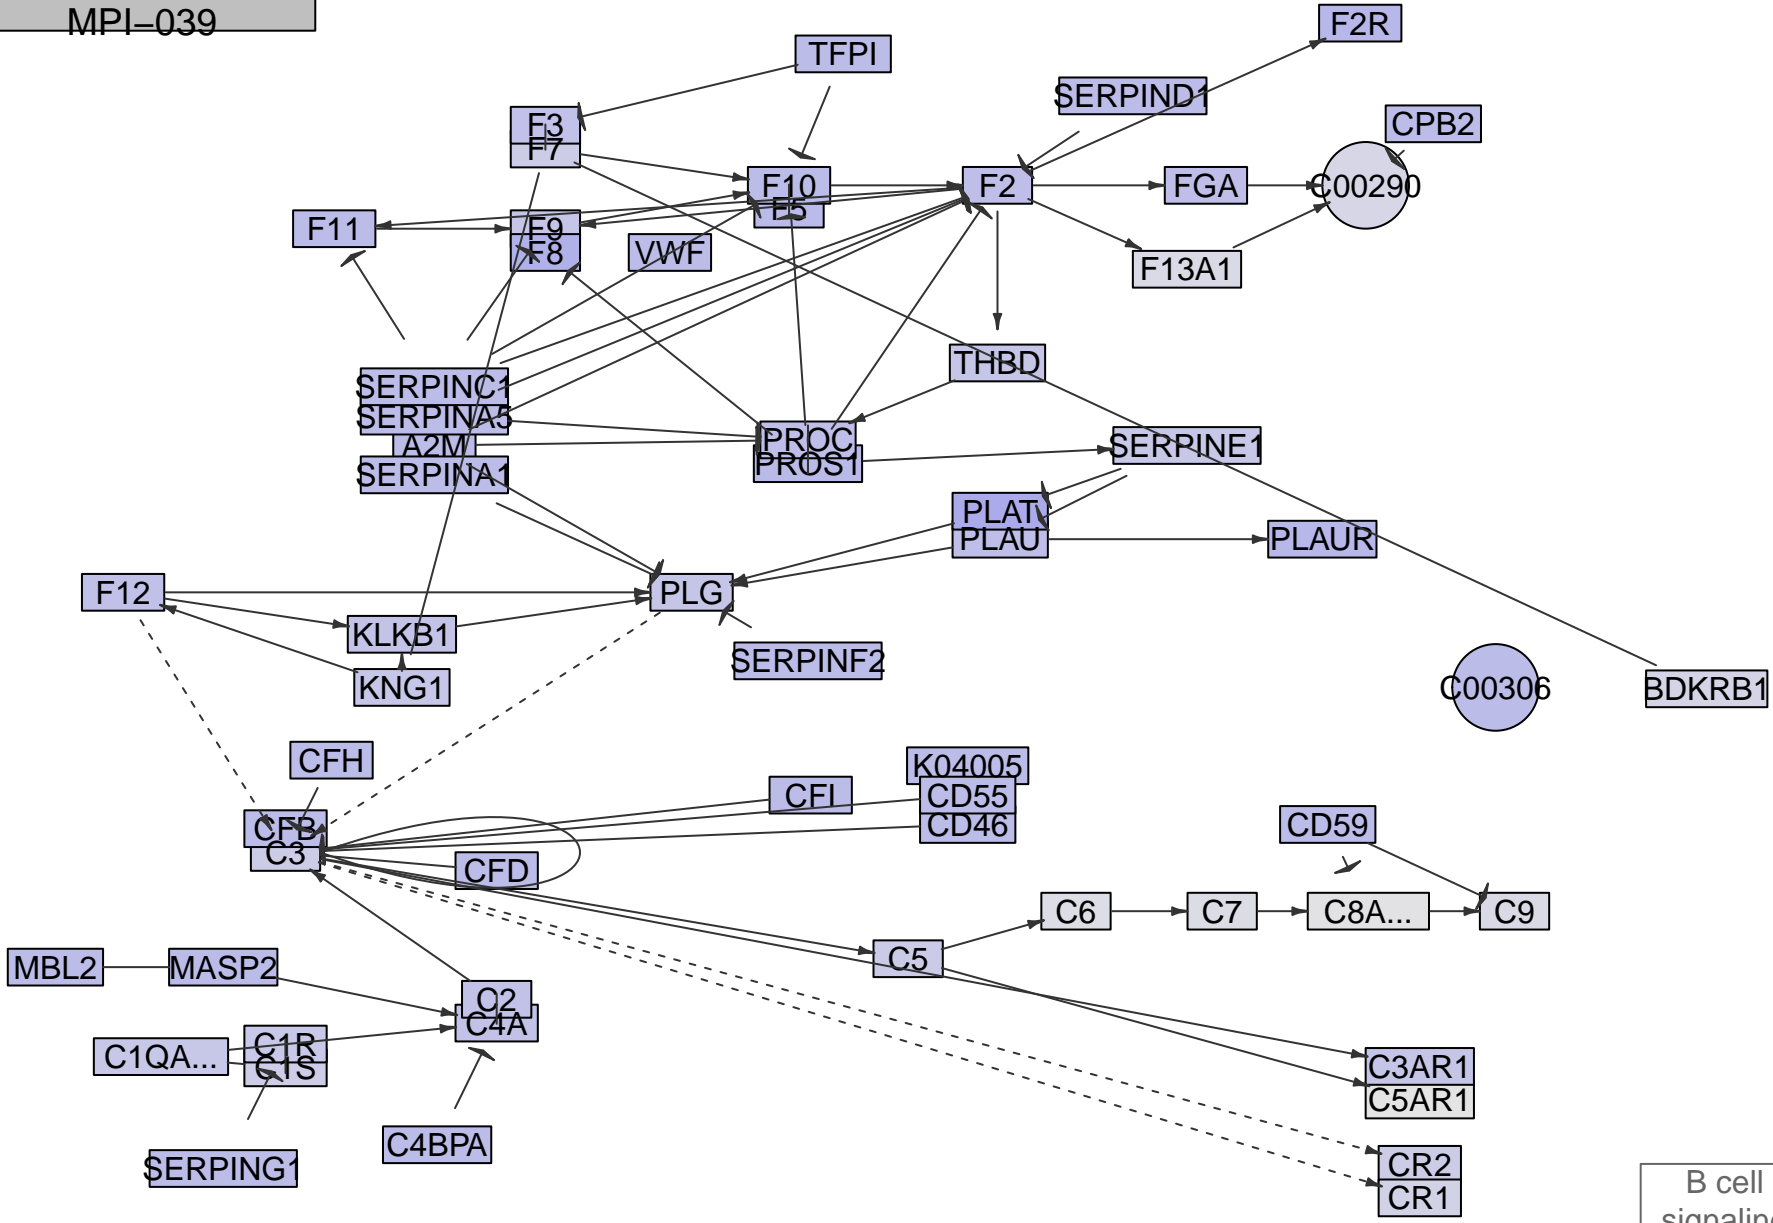 MPI–039
F2R
TFPI
SERPIND1
CPB2
F3
F7
F10
F5
F2
FGA
C00290
F11
F9
F8
VWF
F13A1
THBD
SERPINC1
SERPINA5
A2M
SERPINA1
PROC
PROS1
SERPINE1
PLAT
PLAU
PLAUR
F12
PLG
KLKB1
KNG1
SERPINF2
C00306
BDKRB1
CFH
K04005
CFI
CD55
CD46
CFB
C3
CD59
CFD
C6
C7
C8A...
C9
C5
MBL2
MASP2
C2
C4A
C1QA...
C1R
C1S
C3AR1
C5AR1
C4BPA
SERPING1
CR2
CR1
B cell
signaling